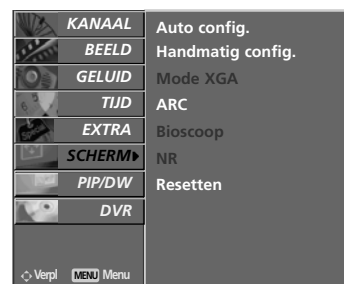 KANAAL
BEELD
GELUID
TIJD
EXTRA
SCHERM
PIP/DW
DVR
Verpl MENU Menu
Auto config.
Handmatig config.
Mode XGA
ARC
Bioscoop
NR
Resetten